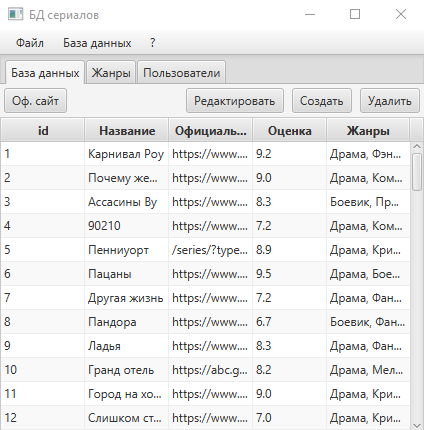 БД сериалов
Файл База данных ?
База данных Жанры Пользователи
Оф. сайт Редактировать Создать Удалить
id Название Официаль... Оценка Жанры
1 Карнивал Роу https://www.... 9.2 Драма, Фэн...
2 Почему же... https://www.... 9.0 Драма, Ком...
3 Ассасины Ву https://www.... 8.3 Боевик, Пр...
4 90210 https://www.... 7.2 Драма, Ком...
5 Пенниуорт /series/?type... 8.9 Драма, Кри...
6 Пацаны https://www.... 9.5 Драма, Бое...
7 Другая жизнь https://www.... 7.2 Драма, Фан...
8 Пандора https://www.... 6.7 Боевик, Фан...
9 Ладья https://www.... 8.3 Драма, Фан...
10 Гранд отель https://abc.g... 8.2 Драма, Мел...
11 Город на хо... https://www.... 9.0 Драма, Кри...
12 Слишком ст... https://www.... 7.0 Драма, Кри...